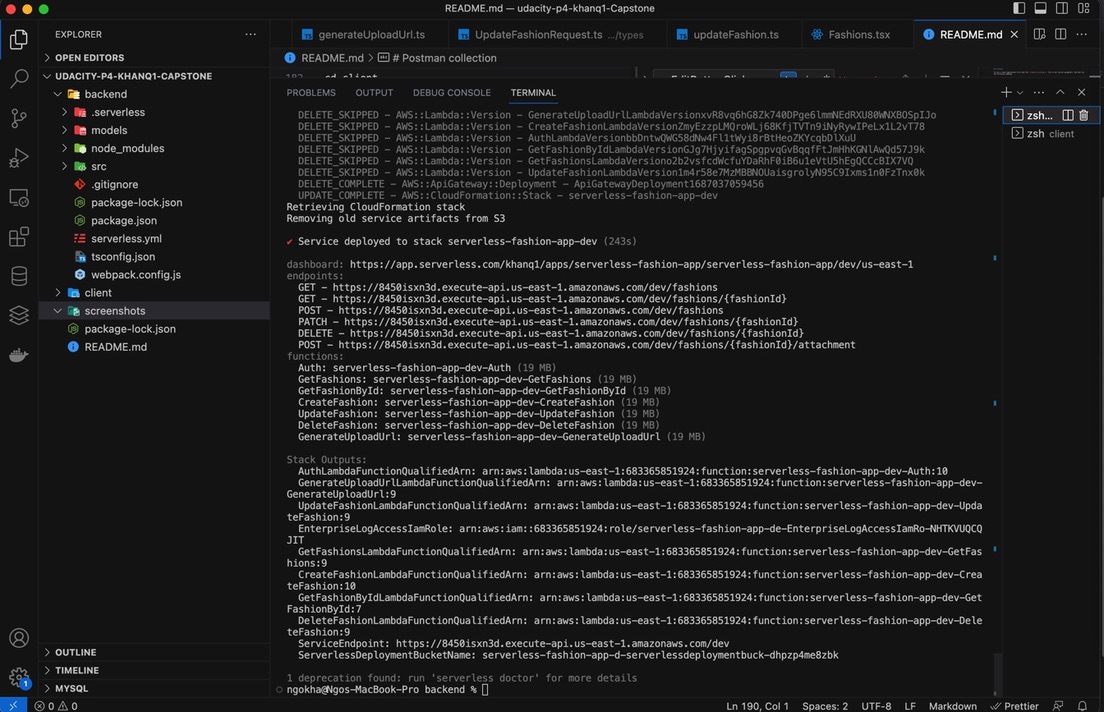 README.md — udacity-p4-khanq1-Capstone
EXPLORER
OPEN EDITORS
UDACITY-P4-KHANQ1-CAPSTONE
backend
.serverless
models
node_modules
src
.gitignore
package-lock.json
package.json
serverless.yml
tsconfig.json
webpack.config.js
client
screenshots
package-lock.json
README.md
OUTLINE
TIMELINE
MYSQL
generateUploadUrl.ts
UpdateFashionRequest.ts .../types
updateFashion.ts
Fashions.tsx
README.md
README.md > # Postman collection
PROBLEMS OUTPUT DEBUG CONSOLE TERMINAL
zsh...
zsh client
DELETE_SKIPPED - AWS::Lambda::Version -
DELETE_SKIPPED - AWS::Lambda::Version -
DELETE_SKIPPED - AWS::Lambda::Version -
DELETE_SKIPPED - AWS::Lambda::Version -
DELETE_SKIPPED - AWS::Lambda::Version -
DELETE_SKIPPED - AWS::Lambda::Version -
DELETE_COMPLETE - AWS::ApiGateway::Deployment - ApiGatewayDeployment1687037059456
UPDATE_COMPLETE - AWS::CloudFormation::Stack - serverless-fashion-app-dev
Retrieving CloudFormation stack
Removing old service artifacts from S3
✔ Service deployed to stack serverless-fashion-app-dev (243s)
dashboard: https://app.serverless.com/khanq1/apps/serverless-fashion-app/serverless-fashion-app/dev/us-east-1
endpoints:
GET - https://8450isxn3d.execute-api.us-east-1.amazonaws.com/dev/fashions
GET - https://8450isxn3d.execute-api.us-east-1.amazonaws.com/dev/fashions/{fashionId}
POST - https://8450isxn3d.execute-api.us-east-1.amazonaws.com/dev/fashions
PATCH - https://8450isxn3d.execute-api.us-east-1.amazonaws.com/dev/fashions/{fashionId}
DELETE - https://8450isxn3d.execute-api.us-east-1.amazonaws.com/dev/fashions/{fashionId}
POST - https://8450isxn3d.execute-api.us-east-1.amazonaws.com/dev/fashions/{fashionId}/attachment
functions:
Auth: serverless-fashion-app-dev-Auth (19 MB)
GetFashions: serverless-fashion-app-dev-GetFashions (19 MB)
GetFashionById: serverless-fashion-app-dev-GetFashionById (19 MB)
CreateFashion: serverless-fashion-app-dev-CreateFashion (19 MB)
UpdateFashion: serverless-fashion-app-dev-UpdateFashion (19 MB)
DeleteFashion: serverless-fashion-app-dev-DeleteFashion (19 MB)
GenerateUploadUrl: serverless-fashion-app-dev-GenerateUploadUrl (19 MB)
Stack Outputs:
AuthLambdaFunctionQualifiedArn: arn:aws:lambda:us-east-1:683365851924:function:serverless-fashion-app-dev-Auth:10
GenerateUploadUrlLambdaFunctionQualifiedArn: arn:aws:lambda:us-east-1:683365851924:function:serverless-fashion-app-dev-
GenerateUploadUrl:9
UpdateFashionLambdaFunctionQualifiedArn: arn:aws:lambda:us-east-1:683365851924:function:serverless-fashion-app-dev-Upda
teFashion:9
EnterpriseLogAccessIamRole: arn:aws:iam::683365851924:role/serverless-fashion-app-de-EnterpriseLogAccessIamRo-NHTKVUQCQ
JIT
GetFashionsLambdaFunctionQualifiedArn: arn:aws:lambda:us-east-1:683365851924:function:serverless-fashion-app-dev-GetFas
hions:9
CreateFashionLambdaFunctionQualifiedArn: arn:aws:lambda:us-east-1:683365851924:function:serverless-fashion-app-dev-Crea
teFashion:10
GetFashionByIdLambdaFunctionQualifiedArn: arn:aws:lambda:us-east-1:683365851924:function:serverless-fashion-app-dev-Get
FashionById:7
DeleteFashionLambdaFunctionQualifiedArn: arn:aws:lambda:us-east-1:683365851924:function:serverless-fashion-app-dev-Dele
teFashion:9
ServiceEndpoint: https://8450isxn3d.execute-api.us-east-1.amazonaws.com/dev
ServerlessDeploymentBucketName: serverless-fashion-app-d-serverlessdeploymentbuck-dhpzp4me8zbk
1 deprecation found: run 'serverless doctor' for more details
ngokha@Ngos-MacBook-Pro backend %
1
0 0
Ln 190, Col 1 Spaces: 2 UTF-8 LF Markdown Prettier